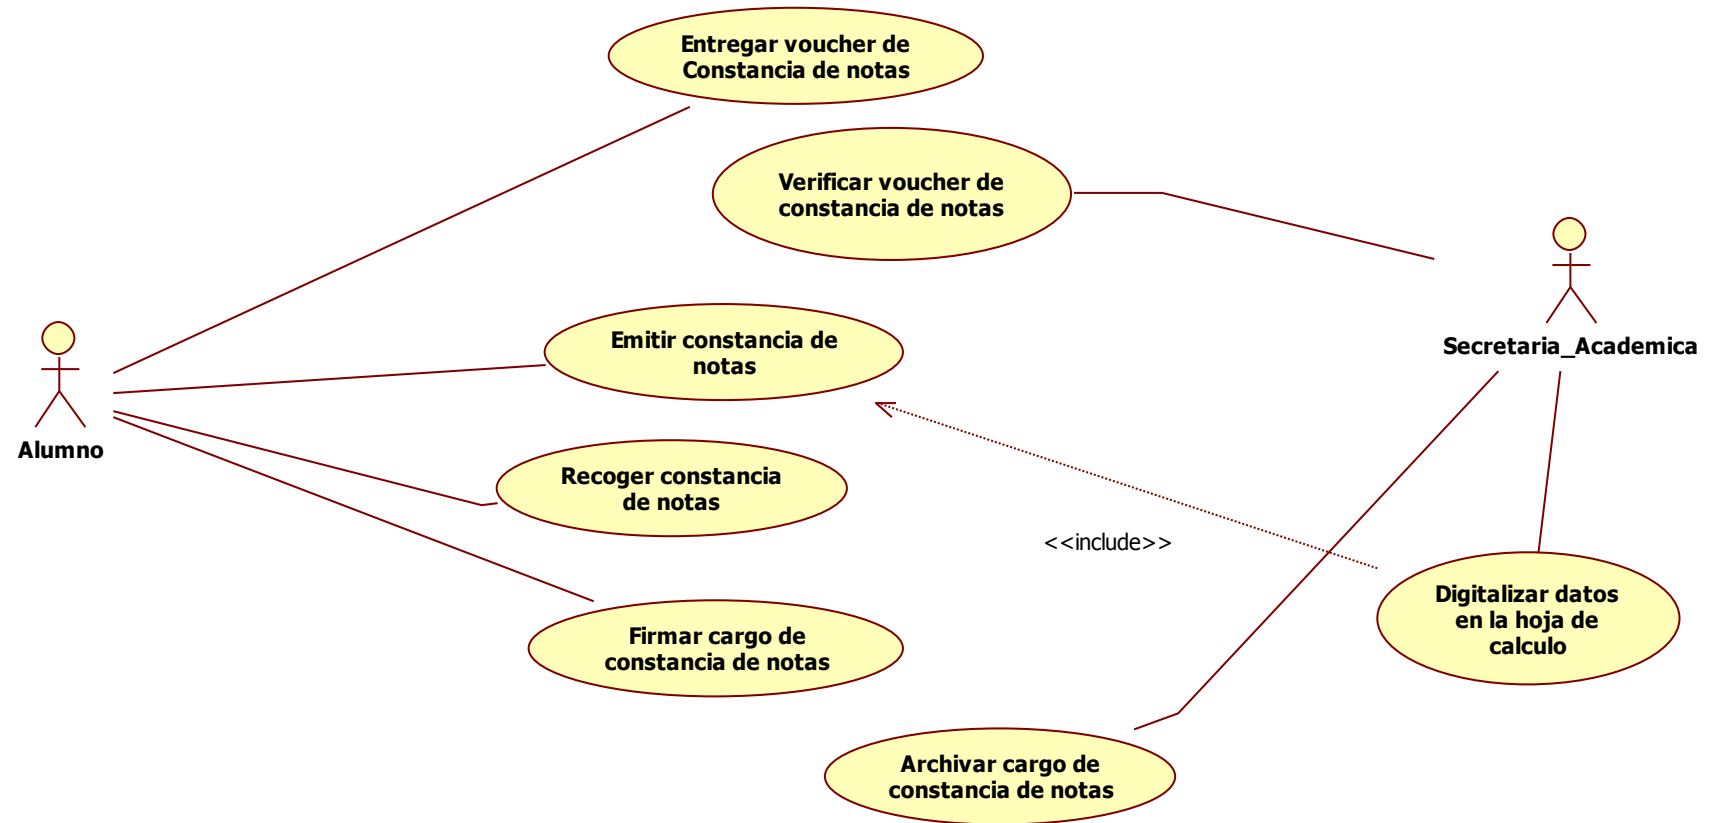 Entregar voucher de
Constancia de notas
Verificar voucher de
constancia de notas
Secretaria_Academica
Emitir constancia de
notas
Alumno
Recoger constancia
de notas
<<include>>
Digitalizar datos
en la hoja de
calculo
Firmar cargo de
constancia de notas
Archivar cargo de
constancia de notas